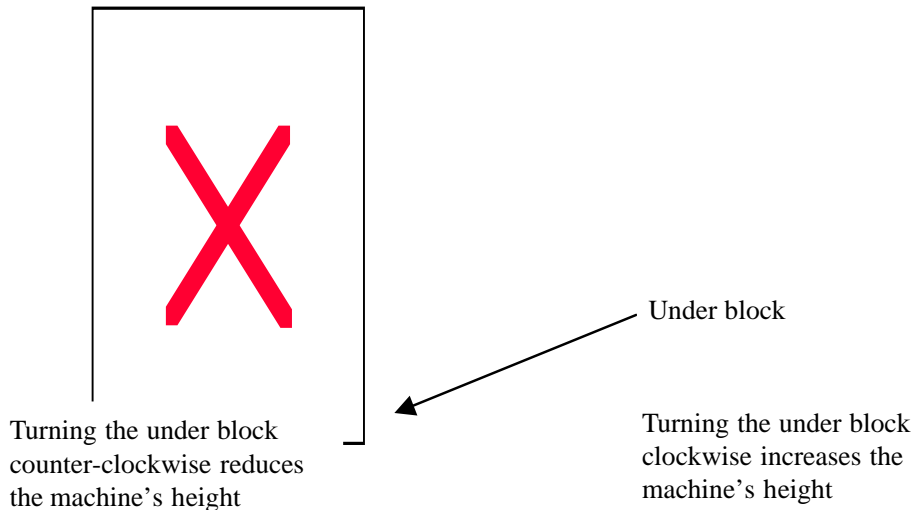 Under block
Turning the under block
counter-clockwise reduces
the machine’s height
Turning the under block
clockwise increases the
machine’s height